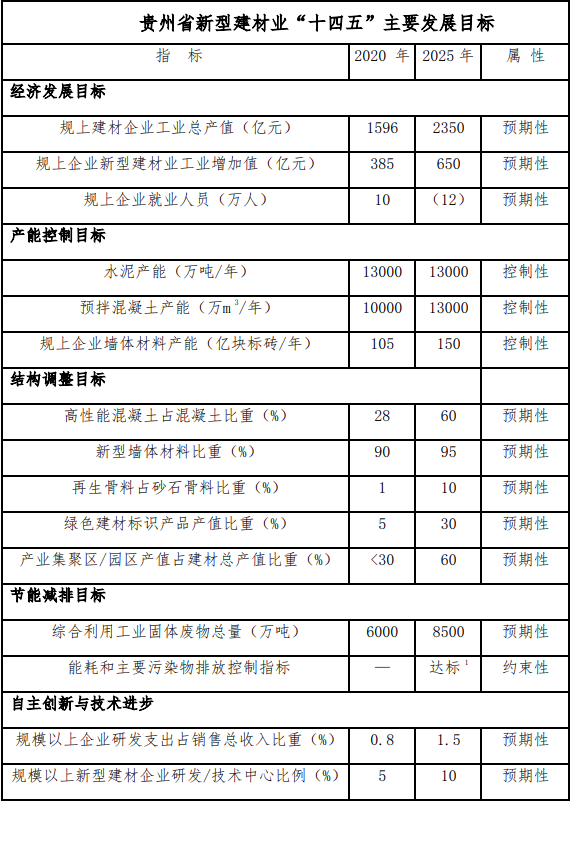 贵州省新型建材业“十四五”主要发展目标
指 标 2020 年 2025年 属 性
经济发展目标
规上建材企业工业总产值（亿元） 1596 2350 预期性
规上企业新型建材业工业增加值（亿元） 385 650 预期性
规上企业就业人员（万人） 10 （12） 预期性
产能控制目标
水泥产能（万吨/年） 13000 13000 控制性
预拌混凝土产能（万m³/年） 10000 13000 控制性
规上企业墙体材料产能（亿块标砖/年） 105 150 控制性
结构调整目标
高性能混凝土占混凝土比重（%） 28 60 预期性
新型墙体材料比重（%） 90 95 预期性
再生骨料占砂石骨料比重（%） 1 10 预期性
绿色建材标识产品产值比重（%） 5 30 预期性
产业集聚区/园区产值占建材总产值比重（%） <30 60 预期性
节能减排目标
综合利用工业固体废物总量（万吨） 6000 8500 预期性
能耗和主要污染物排放控制指标 — 达标¹ 约束性
自主创新与技术进步
规模以上企业研发支出占销售总收入比重（%） 0.8 1.5 预期性
规模以上新型建材企业研发/技术中心比例（%） 5 10 预期性